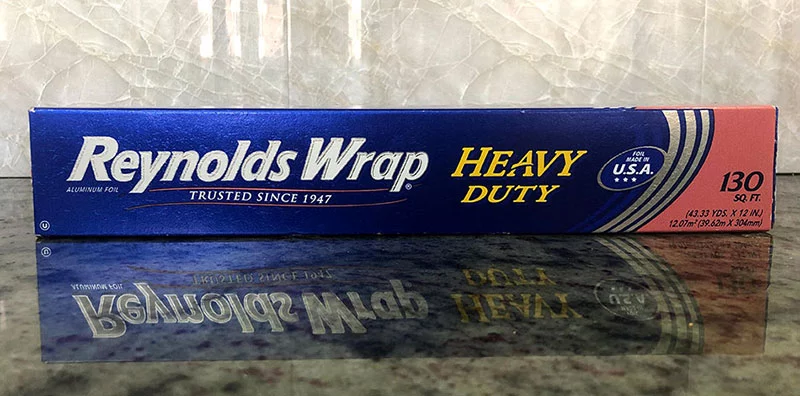 Reynolds Wrap®
ALUMINUM FOIL
TRUSTED SINCE 1947
HEAVY
DUTY
FOIL
MADE IN
U.S.A.
130
SQ. FT.
(43.33 YDS. X 12 IN.)
12.07m² (39.62m X 304mm)
U